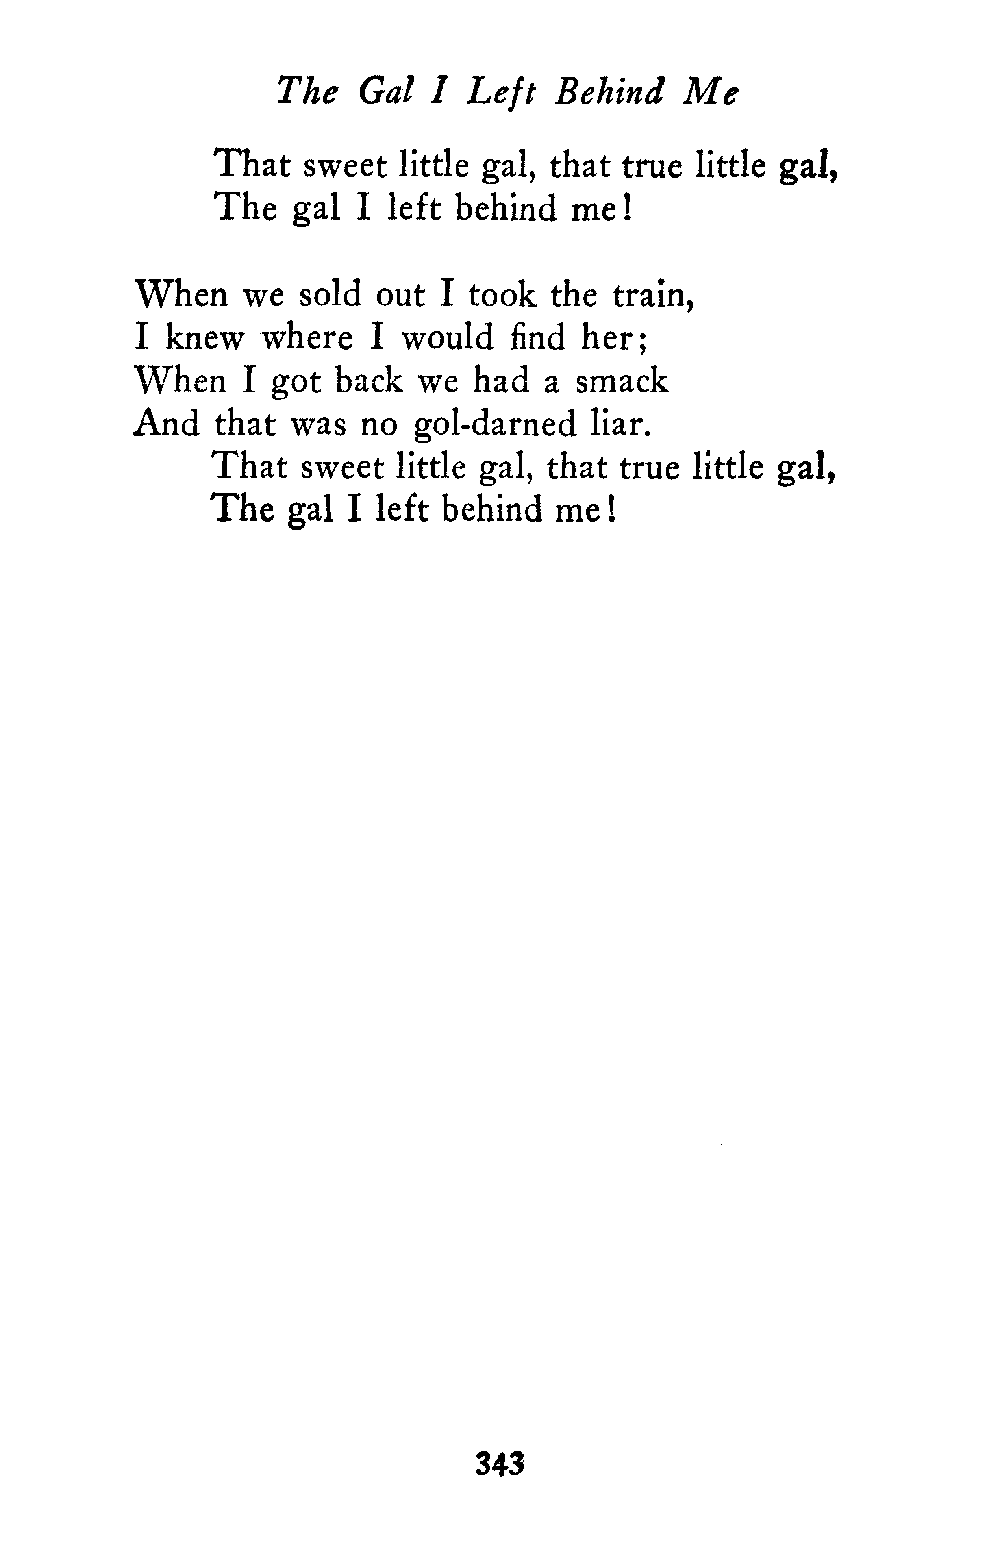 The Gal I Left Behind Me
That sweet little gal, that true little gal,
The gal I left behind me!
When we sold out I took the train,
I knew where I would find her;
When I got back we had a smack
And that was no gol-darned liar.
That sweet little gal, that true little gal,
The gal I left behind me!
343